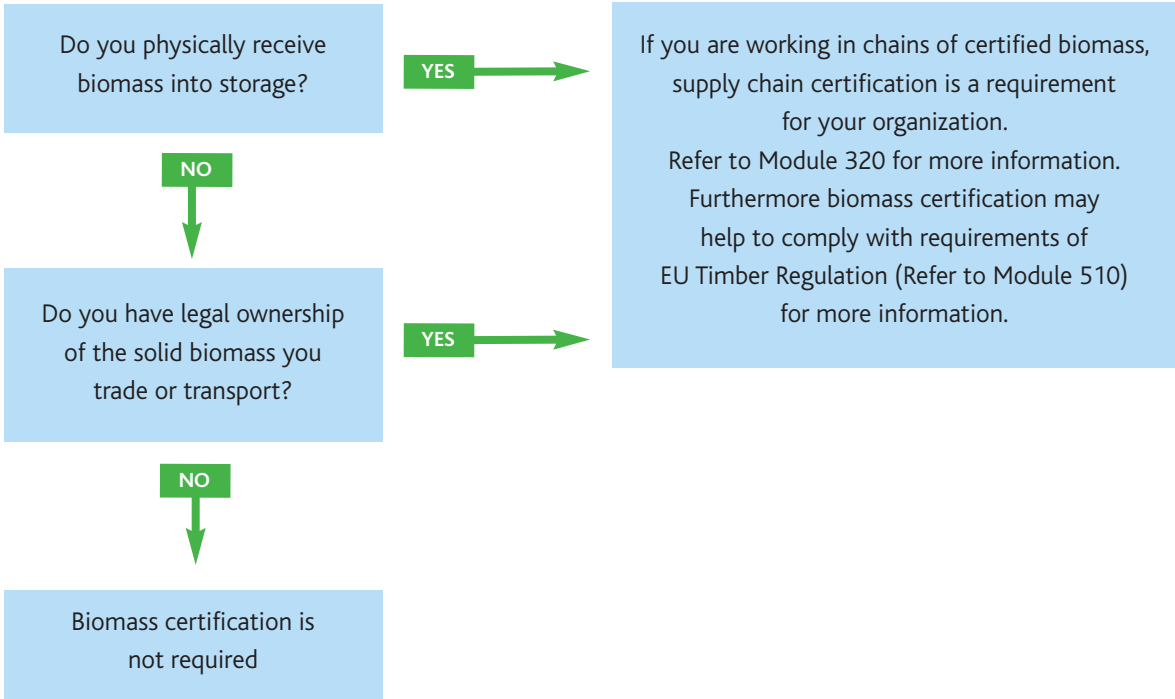 Do you physically receive
biomass into storage?
YES
If you are working in chains of certified biomass,
supply chain certification is a requirement
for your organization.
Refer to Module 320 for more information.
Furthermore biomass certification may
help to comply with requirements of
EU Timber Regulation (Refer to Module 510)
for more information.
NO
Do you have legal ownership
of the solid biomass you
trade or transport?
YES
NO
Biomass certification is
not required